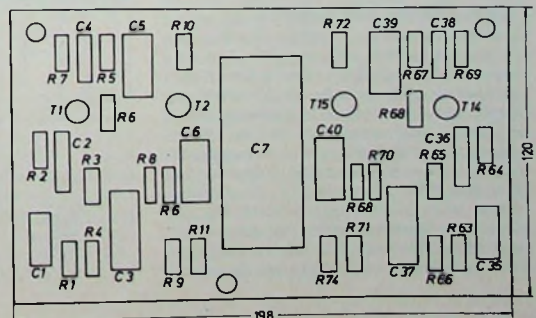 C4 C5 R10 R72 C39 C38
R7 R5 R67 R69
T1 R6 T2 T15 R68 T14
R2 C2 R3 R8 R6 C6 C7 C40 R68 R70 R65 C36 R64
C1 R1 R4 C3 R9 R11 R74 R71 C37 R66 R63 C35
120
198